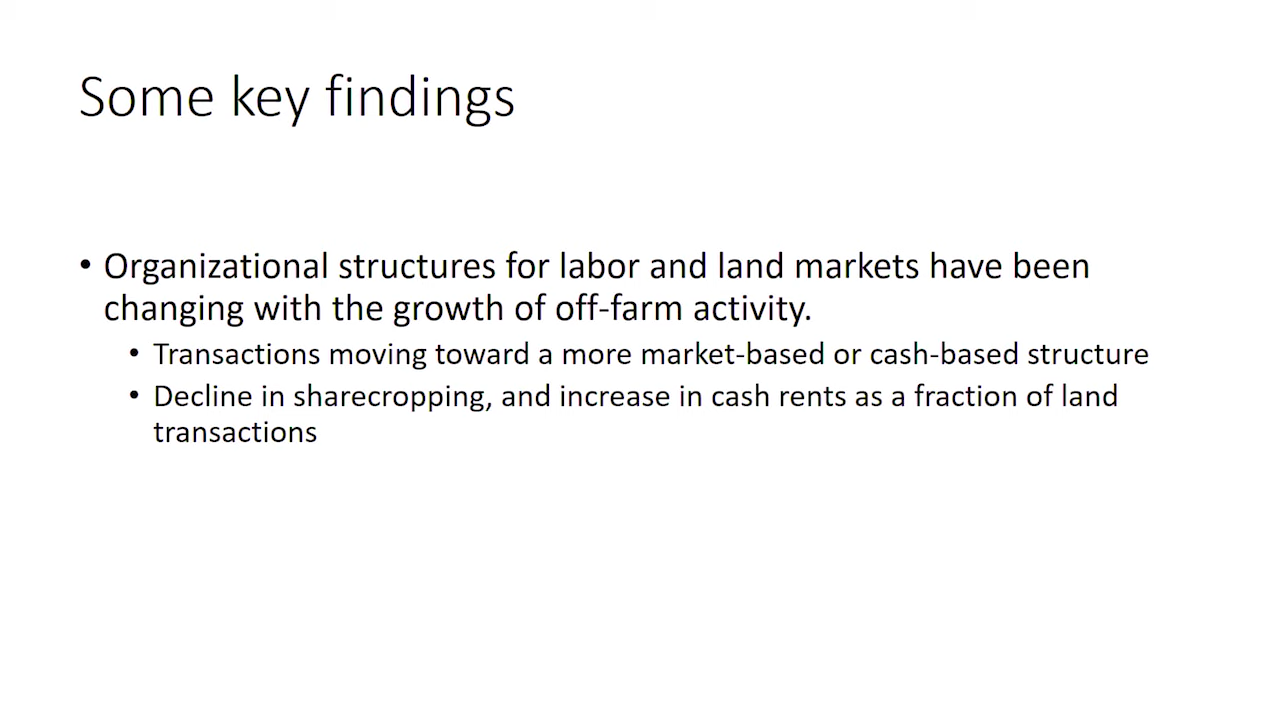 Some key findings
• Organizational structures for labor and land markets have been
changing with the growth of off-farm activity.
• Transactions moving toward a more market-based or cash-based structure
• Decline in sharecropping, and increase in cash rents as a fraction of land
transactions